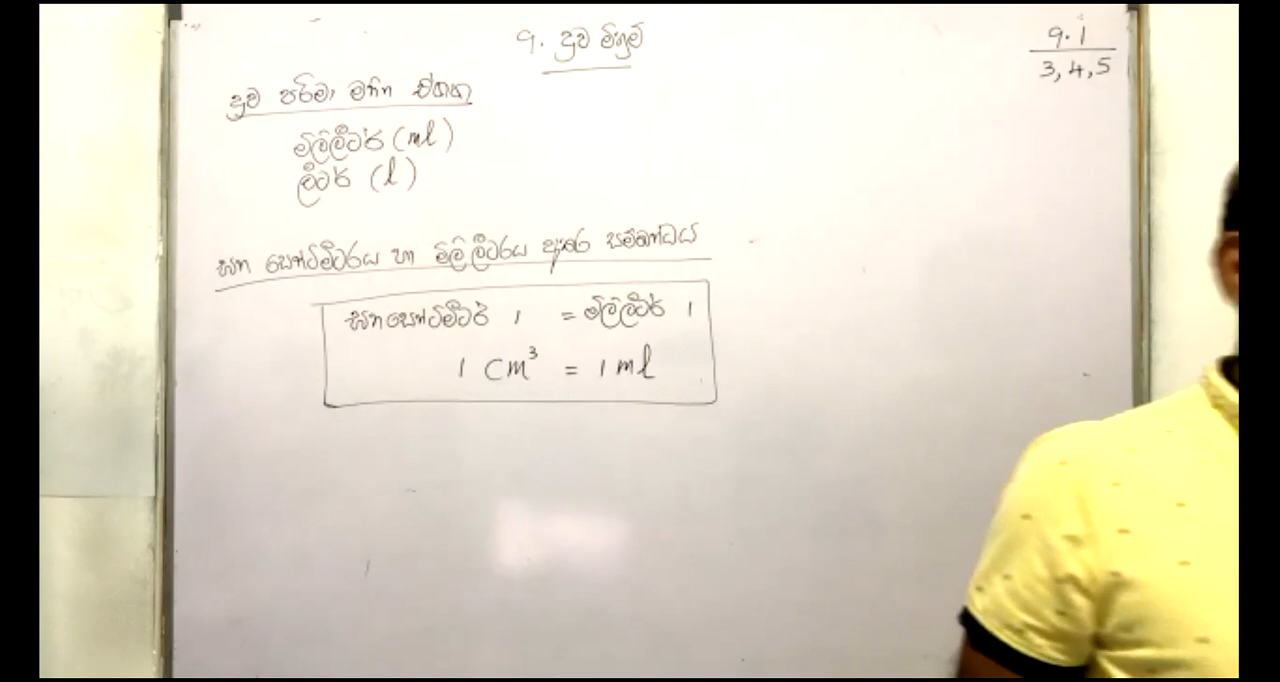 9. ද්‍රව මිනුම්
9.1
3, 4, 5
ද්‍රව පරිමා මනින ඒකක
මිලිලීටර් (ml)
ලීටර් (l)
ඝන සෙන්ටිමීටරය හා මිලිලීටරය අතර සම්බන්ධය
ඝනසෙන්ටිමීටර් 1 = මිලිලීටර් 1
1 cm³ = 1 ml